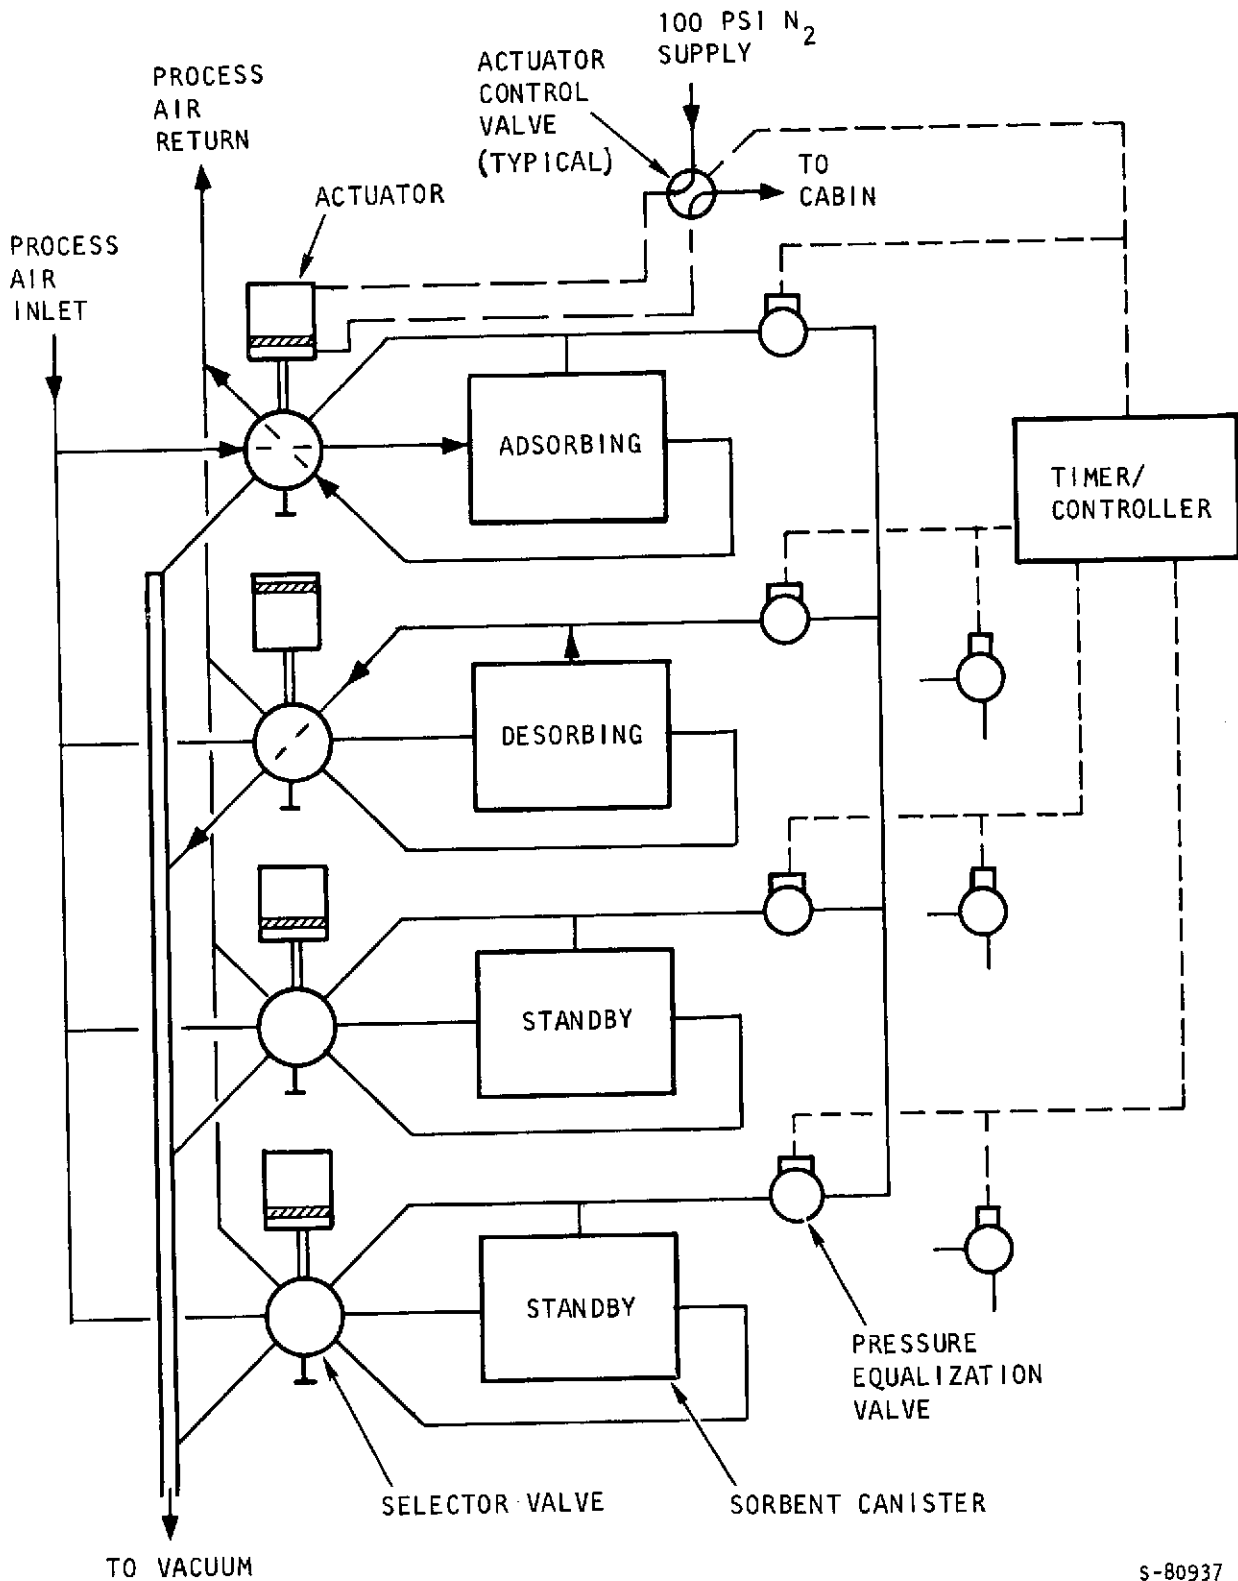 100 PSI N2
SUPPLY
ACTUATOR
CONTROL
VALVE
(TYPICAL)
PROCESS
AIR
RETURN
TO
CABIN
ACTUATOR
PROCESS
AIR
INLET
ADSORBING
TIMER/
CONTROLLER
DESORBING
STANDBY
STANDBY
PRESSURE
EQUALIZATION
VALVE
SELECTOR VALVE
SORBENT CANISTER
TO VACUUM
S-80937